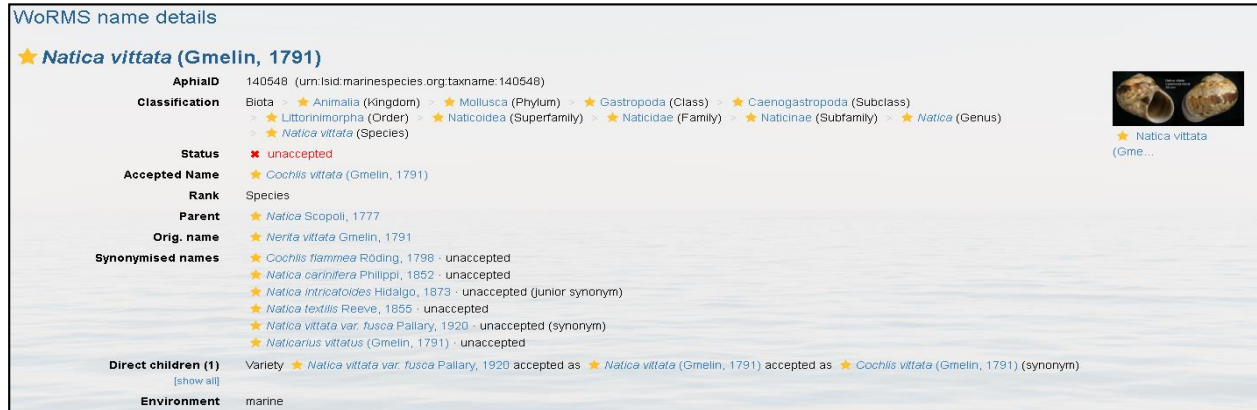 WoRMS name details
Natica vittata (Gmelin, 1791)
AphiaID 140548 (urn:lsid:marinespecies.org:taxname:140548)
Classification Biota > Animalia (Kingdom) > Mollusca (Phylum) > Gastropoda (Class) > Caenogastropoda (Subclass)
> Littorinimorpha (Order) > Naticoidea (Superfamily) > Naticidae (Family) > Naticinae (Subfamily) > Natica (Genus)
> Natica vittata (Species)
Natica vittata
(Gme...
Status unaccepted
Accepted Name Cochlis vittata (Gmelin, 1791)
Rank Species
Parent Natica Scopoli, 1777
Orig. name Nerita vittata Gmelin, 1791
Synonymised names Cochlis flammea Röding, 1798 · unaccepted
Natica carinifera Philippi, 1852 · unaccepted
Natica intricatoides Hidalgo, 1873 · unaccepted (junior synonym)
Natica textilis Reeve, 1855 · unaccepted
Natica vittata var. fusca Pallary, 1920 · unaccepted (synonym)
Naticarius vittatus (Gmelin, 1791) · unaccepted
Direct children (1) Variety Natica vittata var. fusca Pallary, 1920 accepted as Natica vittata (Gmelin, 1791) accepted as Cochlis vittata (Gmelin, 1791) (synonym)
[show all]
Environment marine